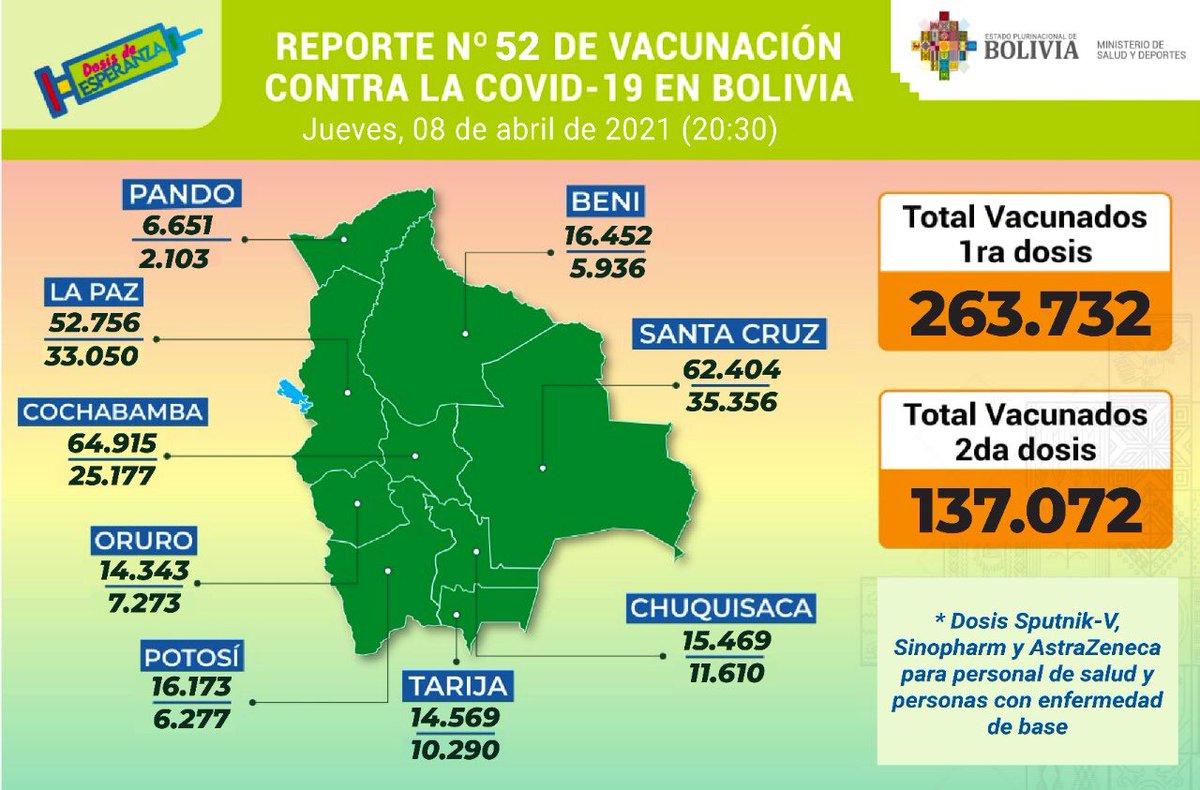 Dosis de
ESPERANZA
REPORTE Nº 52 DE VACUNACIÓN
CONTRA LA COVID-19 EN BOLIVIA
Jueves, 08 de abril de 2021 (20:30)
ESTADO PLURINACIONAL DE
BOLIVIA
MINISTERIO DE
SALUD Y DEPORTES
PANDO
6.651
2.103
BENI
16.452
5.936
LA PAZ
52.756
33.050
SANTA CRUZ
62.404
35.356
COCHABAMBA
64.915
25.177
ORURO
14.343
7.273
CHUQUISACA
15.469
11.610
POTOSÍ
16.173
6.277
TARIJA
14.569
10.290
Total Vacunados
1ra dosis
263.732
Total Vacunados
2da dosis
137.072
* Dosis Sputnik-V,
Sinopharm y AstraZeneca
para personal de salud y
personas con enfermedad
de base